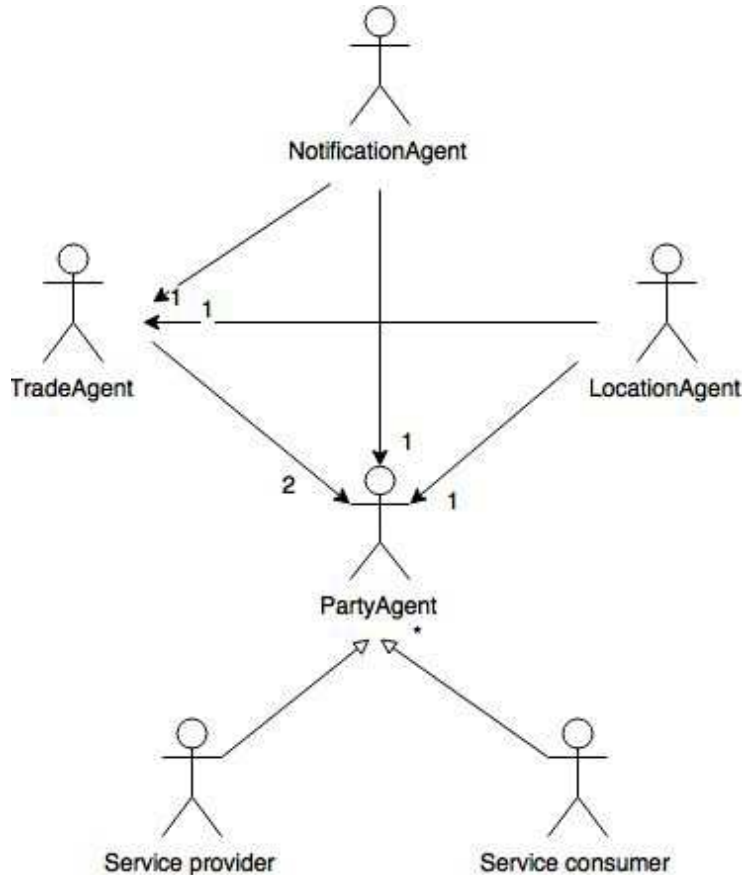 NotificationAgent
1
1
TradeAgent
LocationAgent
1
2
1
PartyAgent
*
Service provider
Service consumer